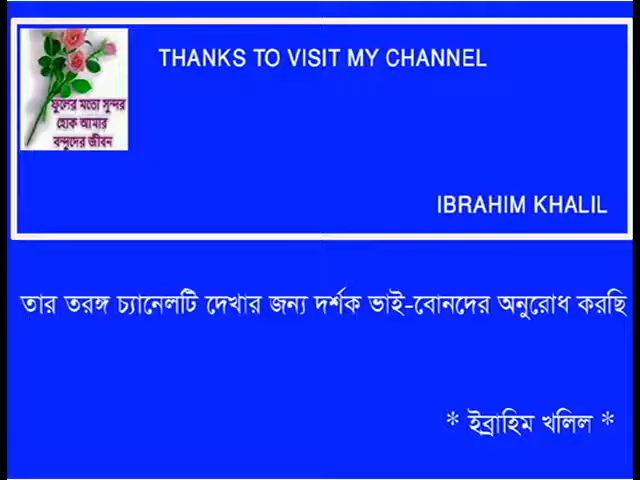 THANKS TO VISIT MY CHANNEL
ফুলের মতো সুন্দর
হোক আমার
বন্দুদের জীবন
IBRAHIM KHALIL
তার তরঙ্গ চ্যানেলটি দেখার জন্য দর্শক ভাই-বোনদের অনুরোধ করছি
* ইব্রাহিম খলিল *